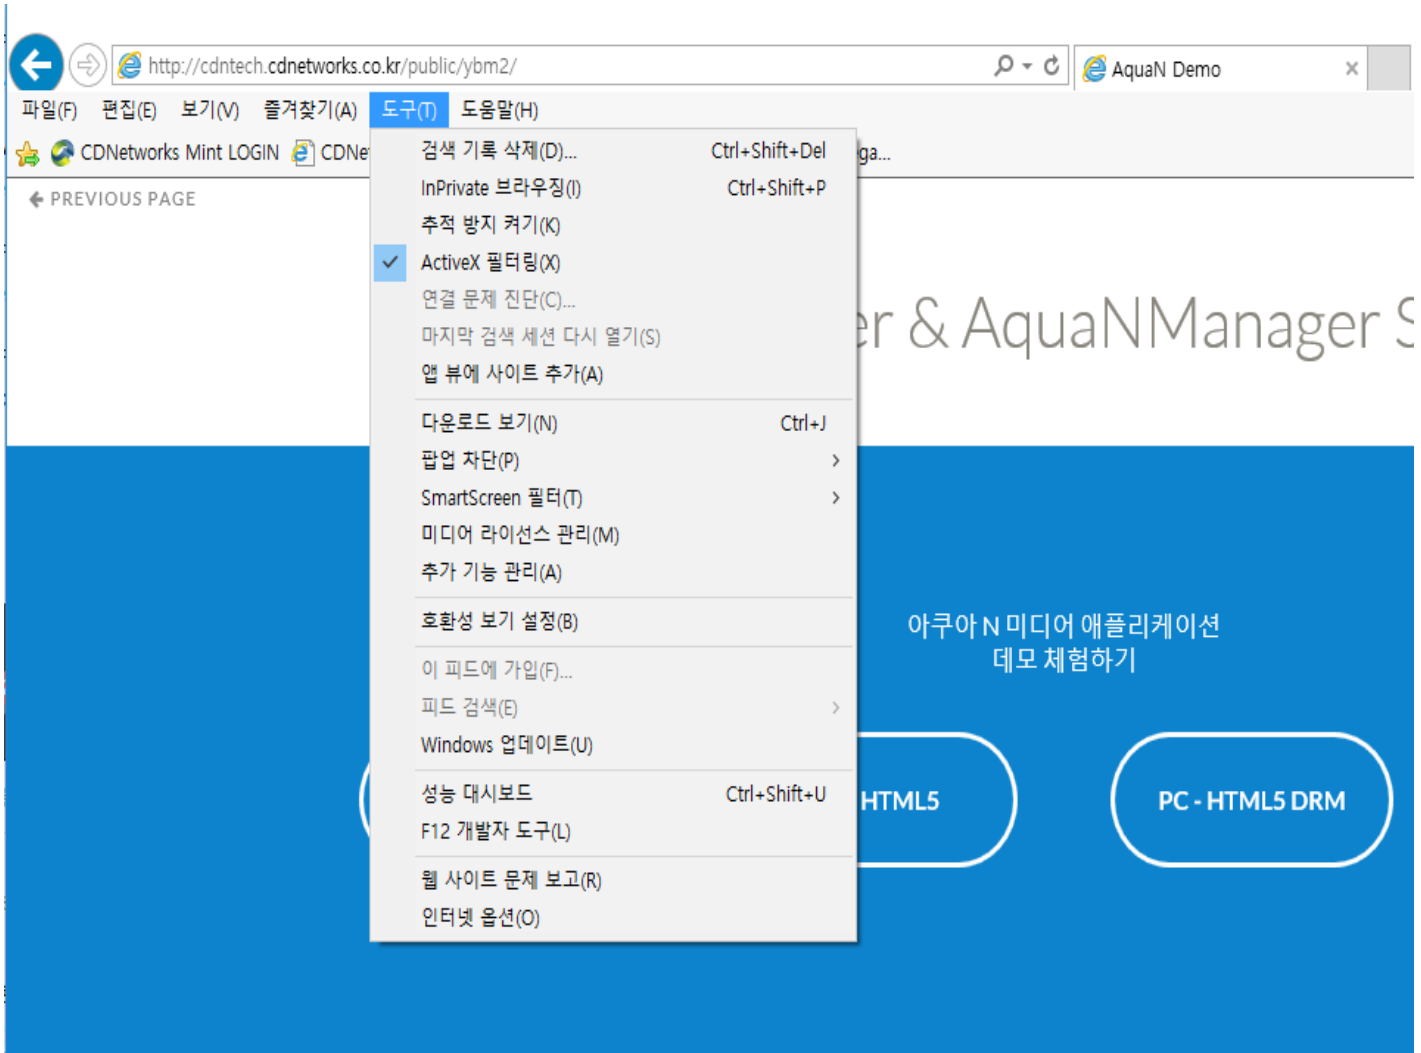 http://cdntech.cdnetworks.co.kr/public/ybm2/
AquaN Demo
파일(F) 편집(E) 보기(V) 즐겨찾기(A) 도구(T) 도움말(H)
CDNetworks Mint LOGIN CDNe ga...
PREVIOUS PAGE
검색 기록 삭제(D)... Ctrl+Shift+Del
InPrivate 브라우징(I) Ctrl+Shift+P
추적 방지 켜기(K)
ActiveX 필터링(X)
연결 문제 진단(C)...
마지막 검색 세션 다시 열기(S)
앱 뷰에 사이트 추가(A)
다운로드 보기(N) Ctrl+J
팝업 차단(P)
SmartScreen 필터(T)
미디어 라이선스 관리(M)
추가 기능 관리(A)
호환성 보기 설정(B)
이 피드에 가입(F)...
피드 검색(E)
Windows 업데이트(U)
성능 대시보드 Ctrl+Shift+U
F12 개발자 도구(L)
웹 사이트 문제 보고(R)
인터넷 옵션(O)
er & AquaNManager S
아쿠아 N 미디어 애플리케이션
데모 체험하기
HTML5
PC - HTML5 DRM